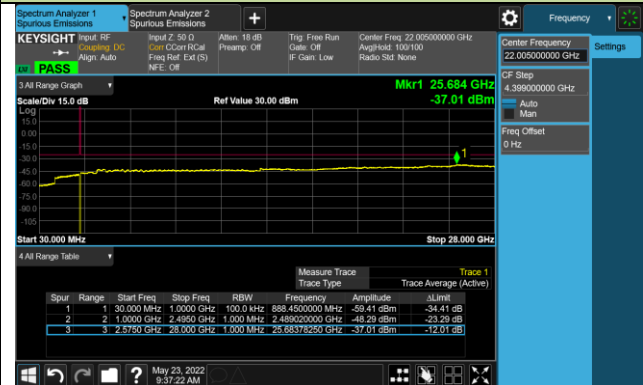 Spectrum Analyzer 1
Spurious Emissions
Spectrum Analyzer 2
Spurious Emissions
+
Frequency
KEYSIGHT
Input: RF
Coupling: DC
Align: Auto
Input Z: 50 Ω
Corr CCorr RCal
Freq Ref: Ext (S)
NFE: Off
Atten: 18 dB
Preamp: Off
Trig: Free Run
Gate: Off
IF Gain: Low
Center Freq: 22.005000000 GHz
Avg|Hold: 100/100
Radio Std: None
PASS
Center Frequency
22.005000000 GHz
Settings
CF Step
4.399000000 GHz
Auto
Man
Freq Offset
0 Hz
3 All Range Graph
Mkr1 25.684 GHz
Scale/Div 15.0 dB
Ref Value 30.00 dBm
-37.01 dBm
Log
15.0
0.00
-15.0
-30.0
-45.0
-60.0
-75.0
-90.0
-105
1
Start 30.000 MHz
Stop 28.000 GHz
4 All Range Table
Measure Trace Trace 1
Trace Type Trace Average (Active)
Spur Range Start Freq Stop Freq RBW Frequency Amplitude ΔLimit
1 1 30.000 MHz 1.0000 GHz 100.0 kHz 888.4500000 MHz -59.41 dBm -34.41 dB
2 2 1.0000 GHz 2.4950 GHz 1.000 MHz 2.489020000 GHz -48.29 dBm -23.29 dB
3 3 2.5750 GHz 28.000 GHz 1.000 MHz 25.68378250 GHz -37.01 dBm -12.01 dB
?
May 23, 2022
9:37:22 AM